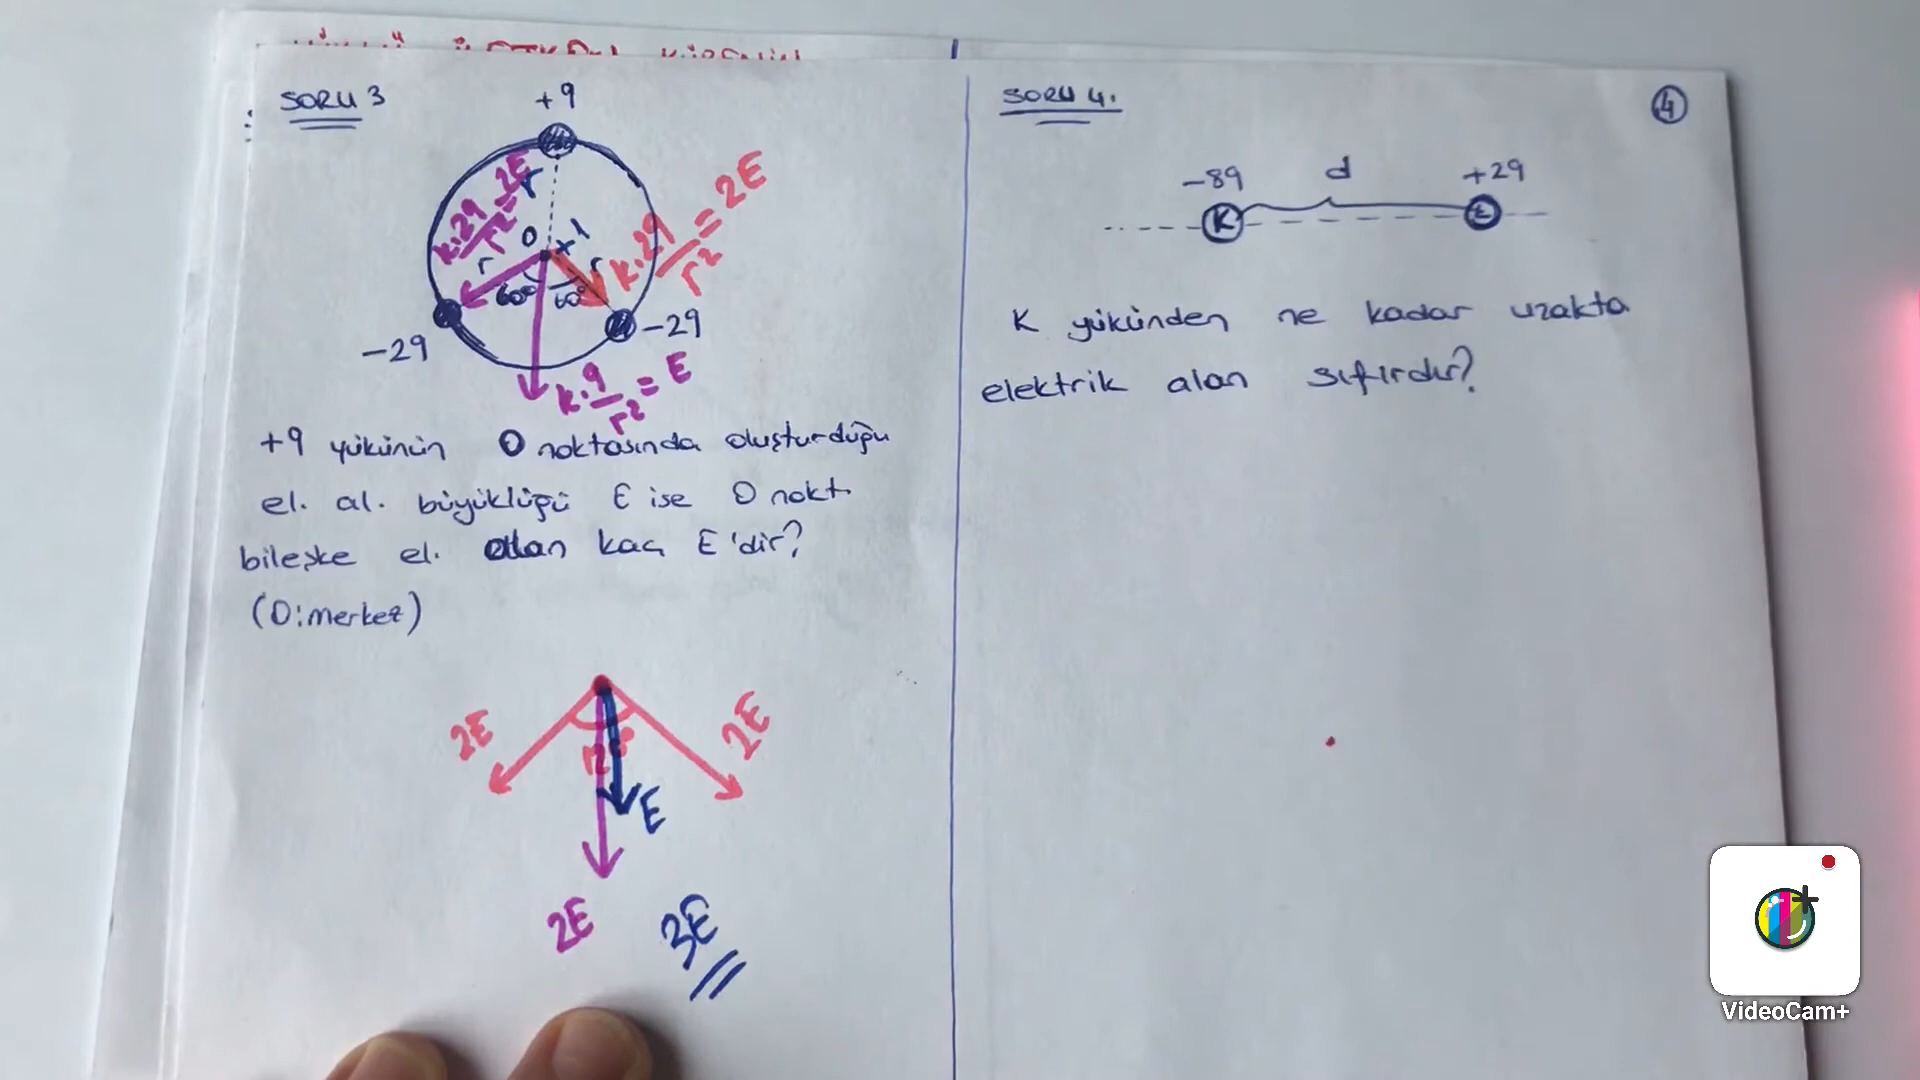 SORU 3
+q
k.2q/r² = 2E
r
O
+1
k.2q/r² = 2E
r
r
60°
60°
-2q
-2q
k.q/r² = E
+q yükünün O noktasında oluşturduğu
el. al. büyüklüğü E ise O nokt.
bileşke el. alan kaç E'dir?
(O:merkez)
2E
2E
120°
E
2E
3E
SORU 4.
4
-8q
d
+2q
K
K yükünden ne kadar uzakta
elektrik alan sıfırdır?
VideoCam+